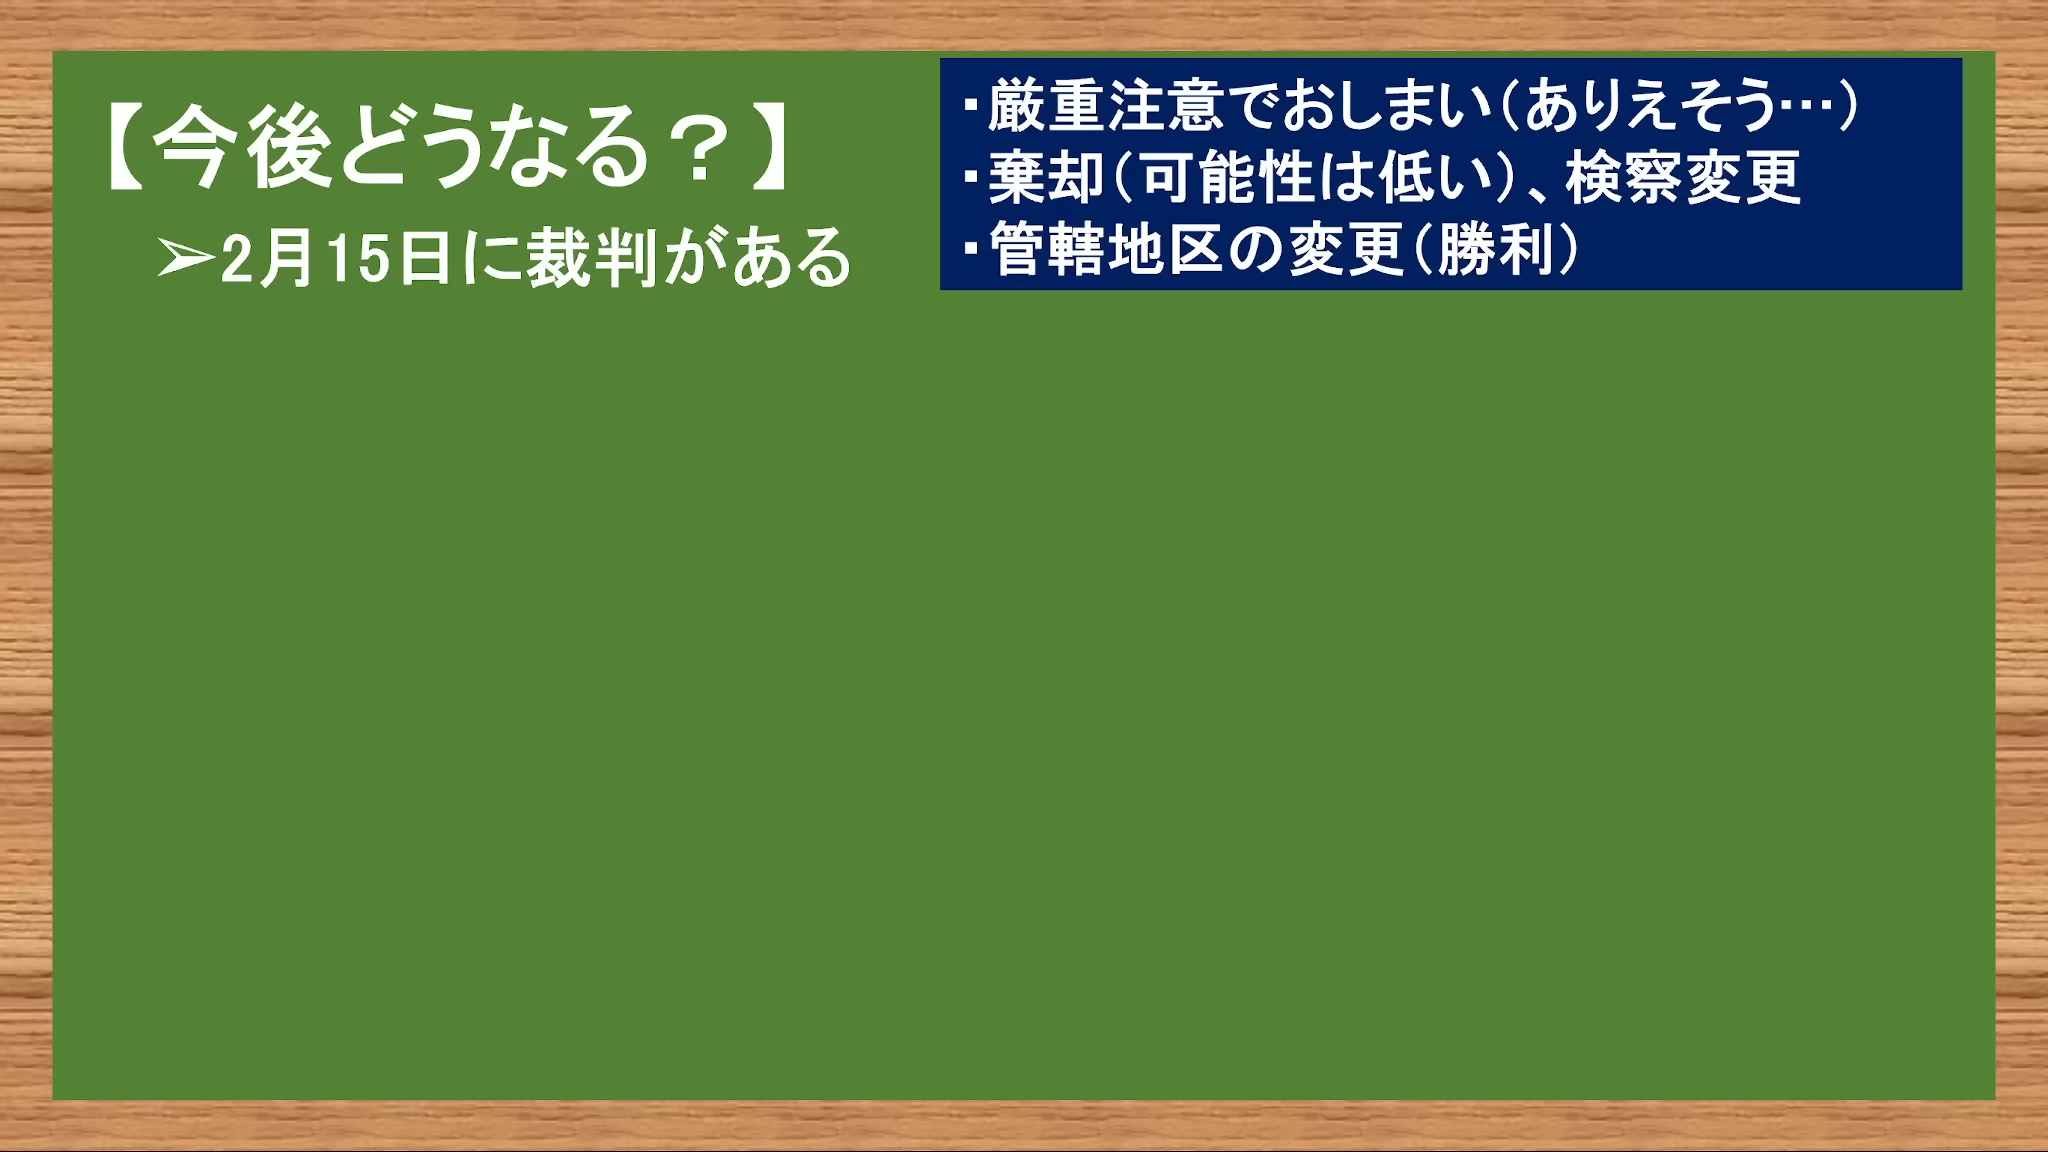 【今後どうなる？】
➢2月15日に裁判がある
・厳重注意でおしまい（ありえそう…）
・棄却（可能性は低い）、検察変更
・管轄地区の変更（勝利）